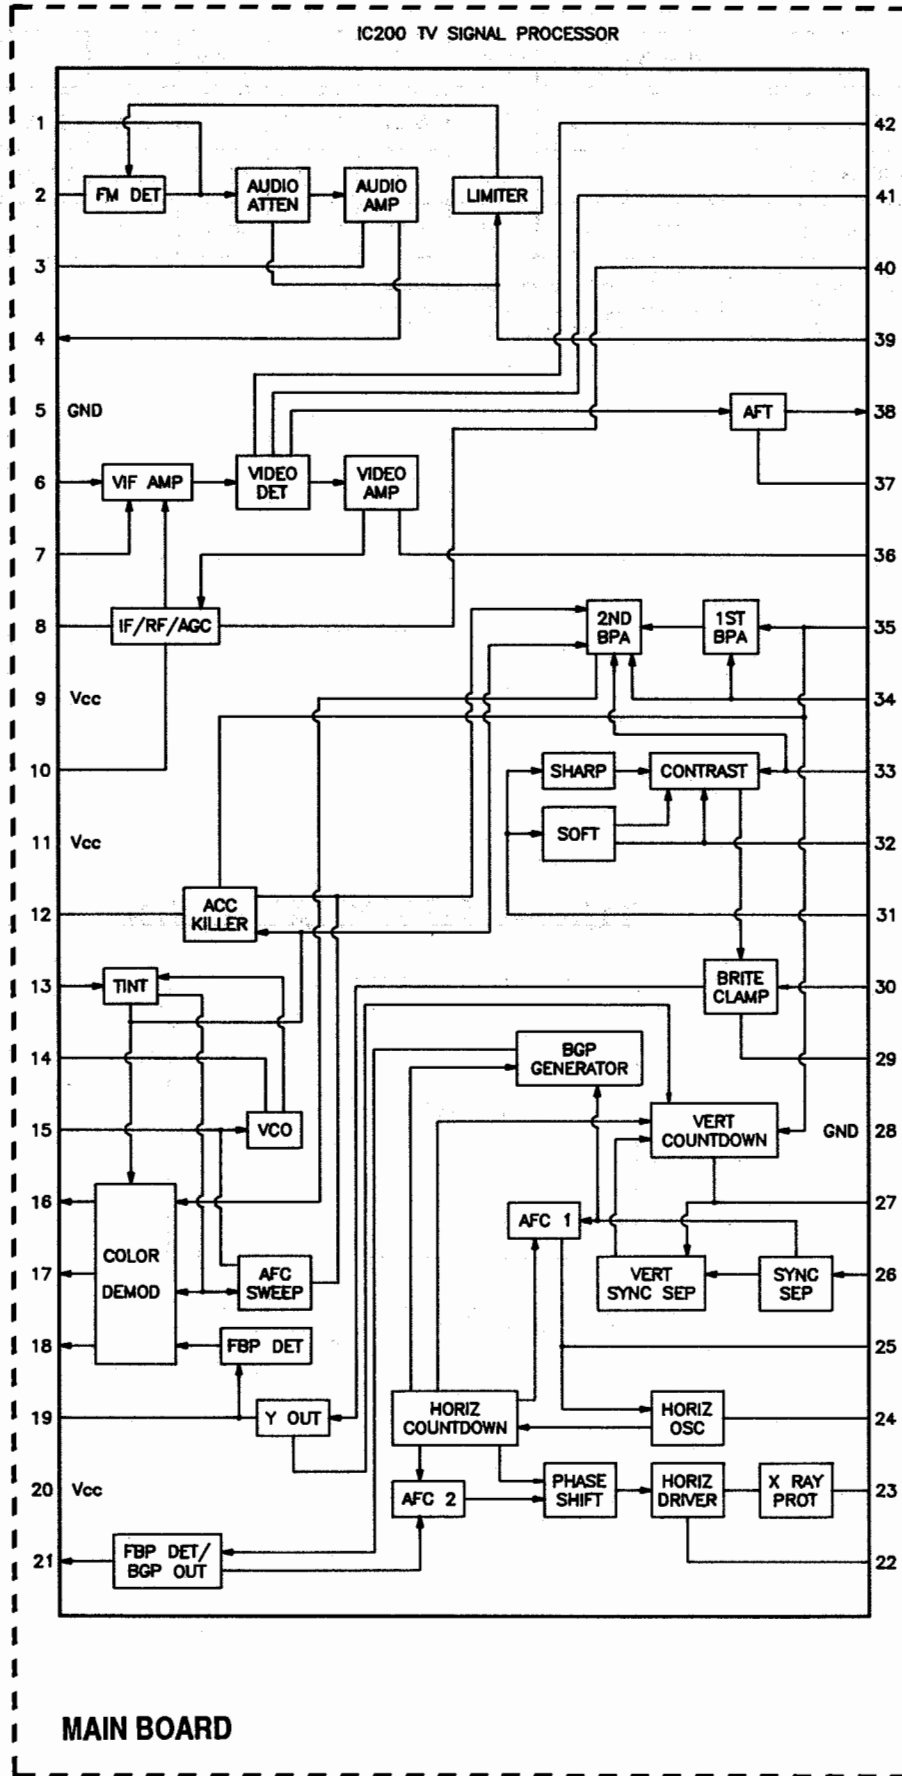 IC200 TV SIGNAL PROCESSOR
1
42
2
FM DET
AUDIO
ATTEN
AUDIO
AMP
LIMITER
41
3
40
4
39
5
GND
AFT
38
6
VIF AMP
VIDEO
DET
VIDEO
AMP
37
7
36
8
IF/RF/AGC
2ND
BPA
1ST
BPA
35
9
Vcc
34
10
SHARP
CONTRAST
33
11
Vcc
SOFT
32
12
ACC
KILLER
31
13
TINT
BRITE
CLAMP
30
14
BGP
GENERATOR
29
15
VCO
VERT
COUNTDOWN
GND
28
16
AFC 1
27
17
COLOR
DEMOD
AFC
SWEEP
VERT
SYNC SEP
SYNC
SEP
26
18
FBP DET
25
19
Y OUT
HORIZ
COUNTDOWN
HORIZ
OSC
24
20
Vcc
AFC 2
PHASE
SHIFT
HORIZ
DRIVER
X RAY
PROT
23
21
FBP DET/
BGP OUT
22
MAIN BOARD